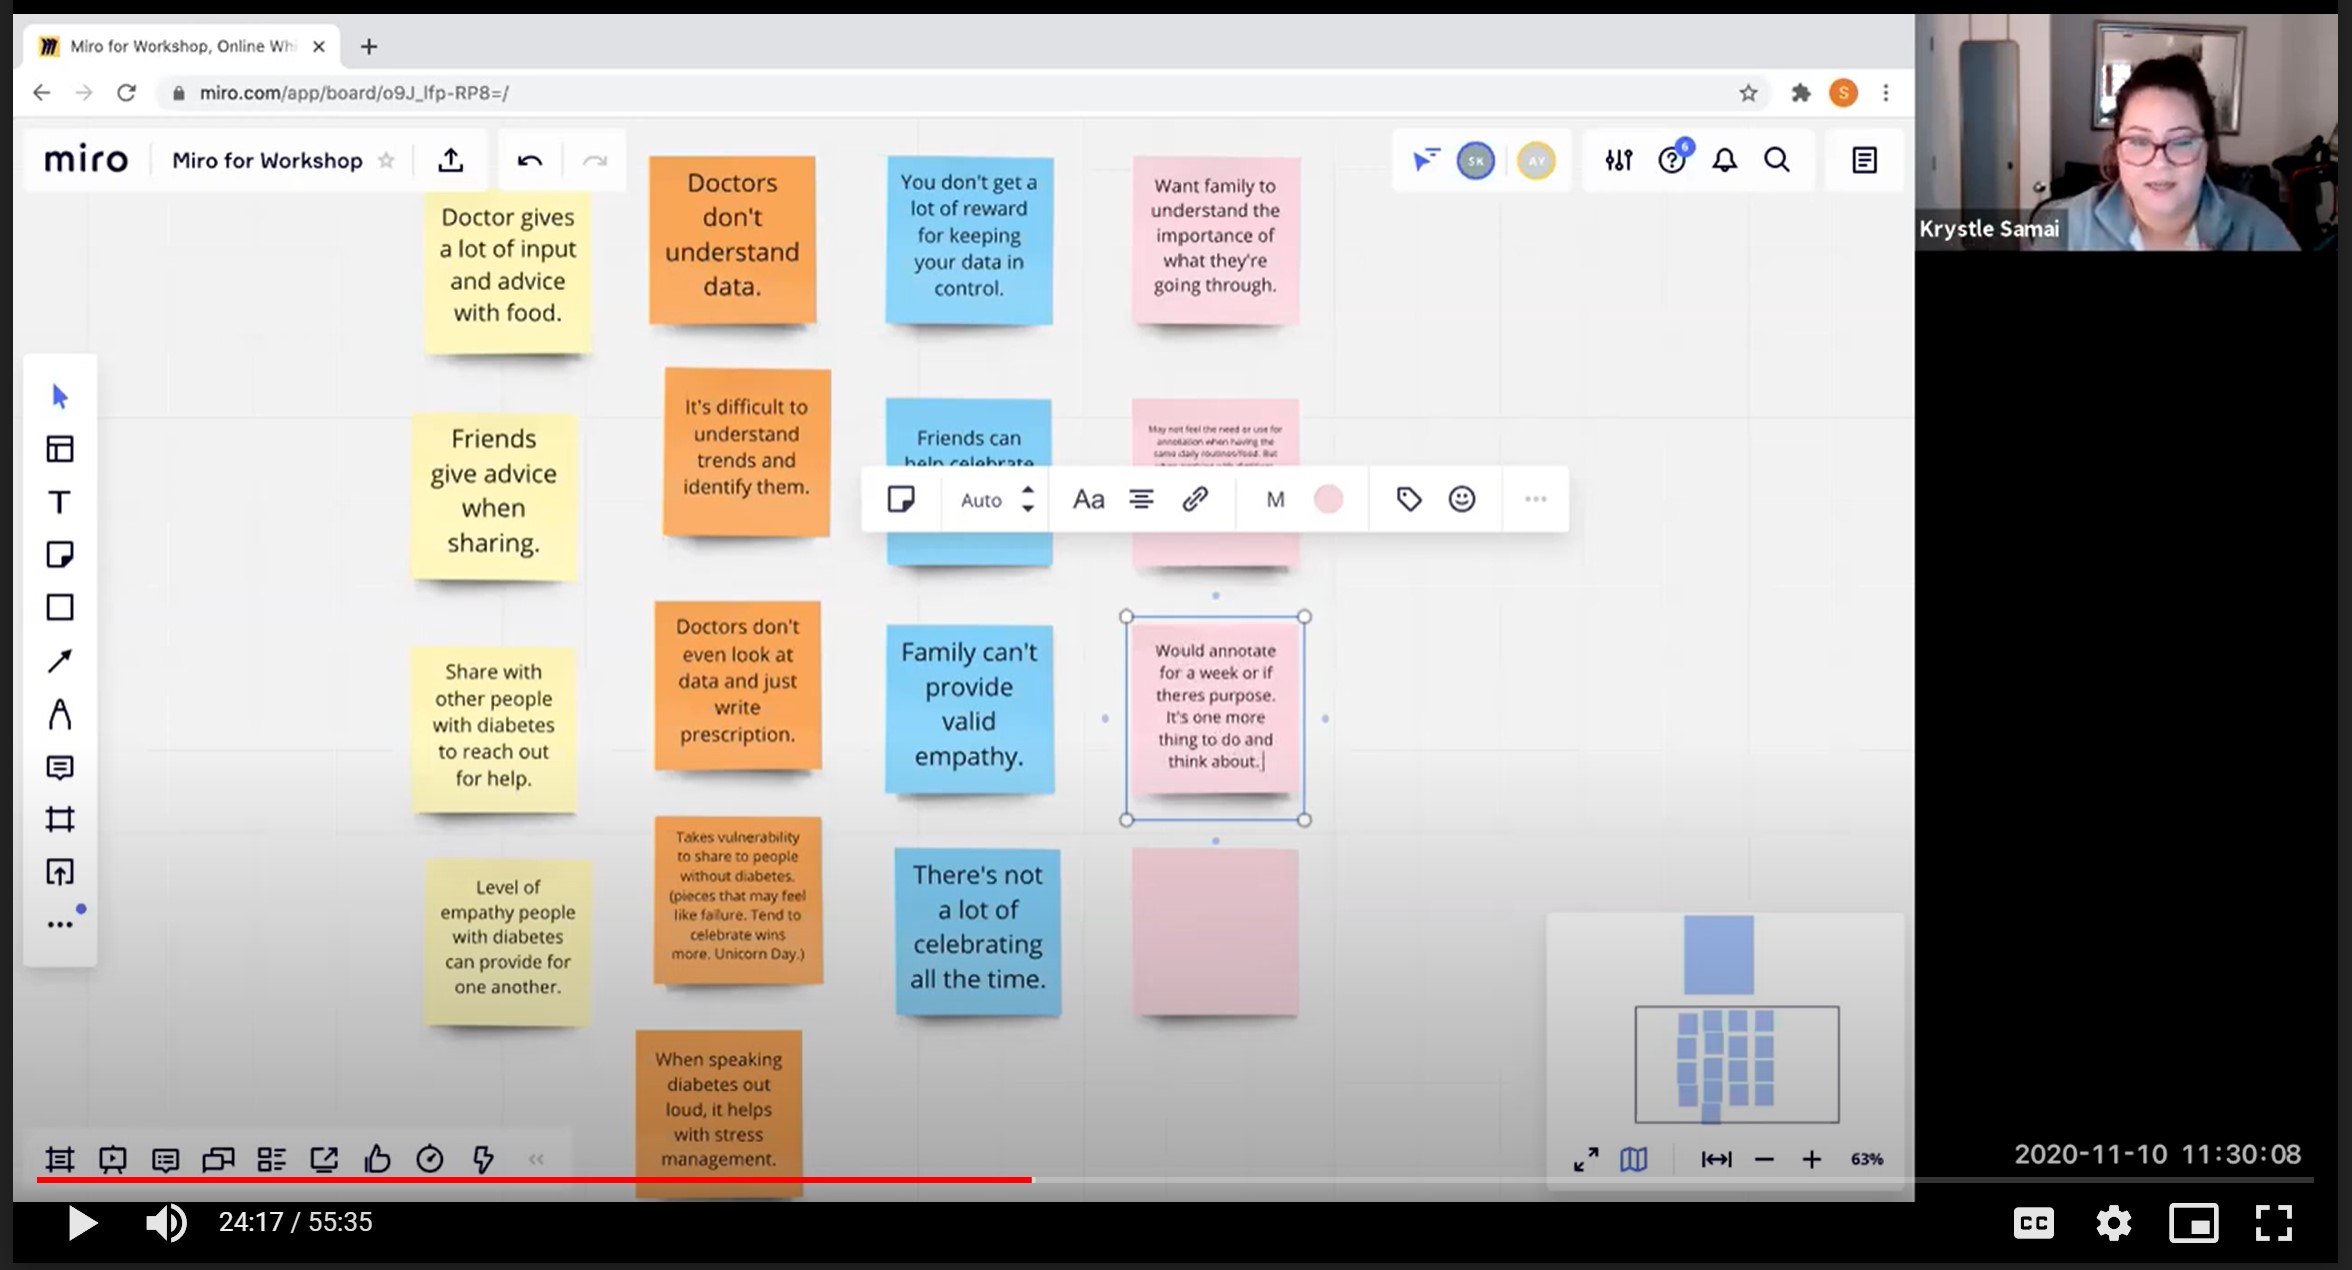 Miro for Workshop, Online Whi
miro.com/app/board/o9J_lfp-RP8=/
S
miro
Miro for Workshop
SK
AY
6
Krystle Samai
Doctor gives
a lot of input
and advice
with food.
Doctors
don't
understand
data.
You don't get a
lot of reward
for keeping
your data in
control.
Want family to
understand the
importance of
what they're
going through.
Friends
give advice
when
sharing.
It's difficult to
understand
trends and
identify them.
Friends can
help celebrate
May not feel the need or use for
annotation when having the
same daily routines/food. But
Auto
Aa
M
Share with
other people
with diabetes
to reach out
for help.
Doctors don't
even look at
data and just
write
prescription.
Family can't
provide
valid
empathy.
Would annotate
for a week or if
theres purpose.
It's one more
thing to do and
think about.
Level of
empathy people
with diabetes
can provide for
one another.
Takes vulnerability
to share to people
without diabetes.
(pieces that may feel
like failure. Tend to
celebrate wins
more. Unicorn Day.)
There's not
a lot of
celebrating
all the time.
When speaking
diabetes out
loud, it helps
with stress
management.
63%
2020-11-10 11:30:08
24:17 / 55:35
CC